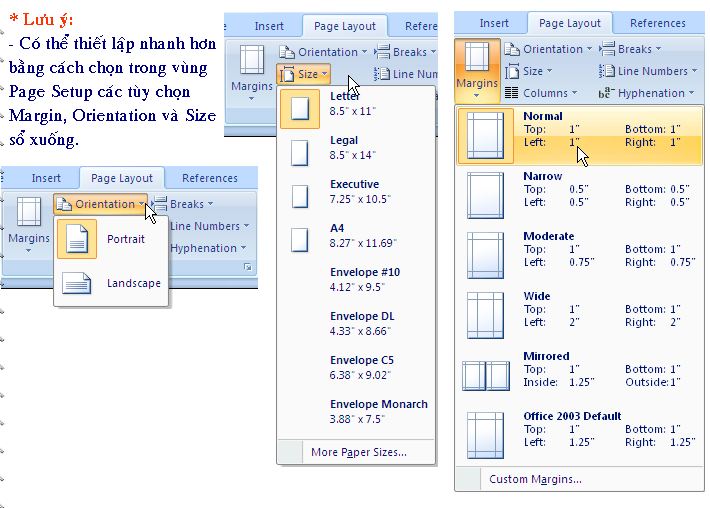 * Lưu ý:
- Có thể thiết lập nhanh hơn
bằng cách chọn trong vùng
Page Setup các tùy chọn
Margin, Orientation và Size
sổ xuống.
Insert Page Layout References
Margins
Orientation Breaks
Line Numbers
Hyphenation
Portrait
Landscape
Insert Page Layout Refere
Margins
Orientation Breaks
Size Line Num
Letter
8.5" x 11"
Legal
8.5" x 14"
Executive
7.25" x 10.5"
A4
8.27" x 11.69"
Envelope #10
4.12" x 9.5"
Envelope DL
4.33" x 8.66"
Envelope C5
6.38" x 9.02"
Envelope Monarch
3.88" x 7.5"
More Paper Sizes...
Insert Page Layout References
Margins
Orientation Breaks
Size Line Numbers
Columns Hyphenation
Normal
Top: 1" Bottom: 1"
Left: 1" Right: 1"
Narrow
Top: 0.5" Bottom: 0.5"
Left: 0.5" Right: 0.5"
Moderate
Top: 1" Bottom: 1"
Left: 0.75" Right: 0.75"
Wide
Top: 1" Bottom: 1"
Left: 2" Right: 2"
Mirrored
Top: 1" Bottom: 1"
Inside: 1.25" Outside: 1"
Office 2003 Default
Top: 1" Bottom: 1"
Left: 1.25" Right: 1.25"
Custom Margins...